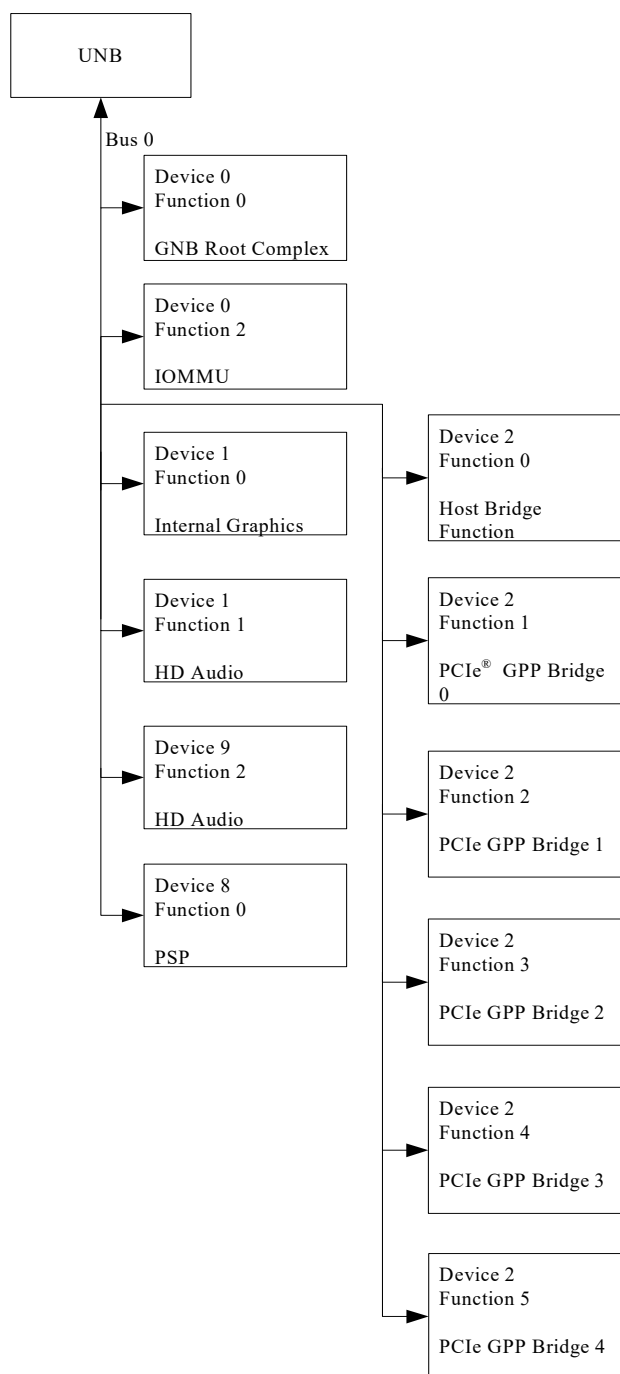 UNB
Bus 0
Device 0
Function 0
GNB Root Complex
Device 0
Function 2
IOMMU
Device 1
Function 0
Internal Graphics
Device 1
Function 1
HD Audio
Device 9
Function 2
HD Audio
Device 8
Function 0
PSP
Device 2
Function 0
Host Bridge
Function
Device 2
Function 1
PCIe® GPP Bridge
0
Device 2
Function 2
PCIe GPP Bridge 1
Device 2
Function 3
PCIe GPP Bridge 2
Device 2
Function 4
PCIe GPP Bridge 3
Device 2
Function 5
PCIe GPP Bridge 4